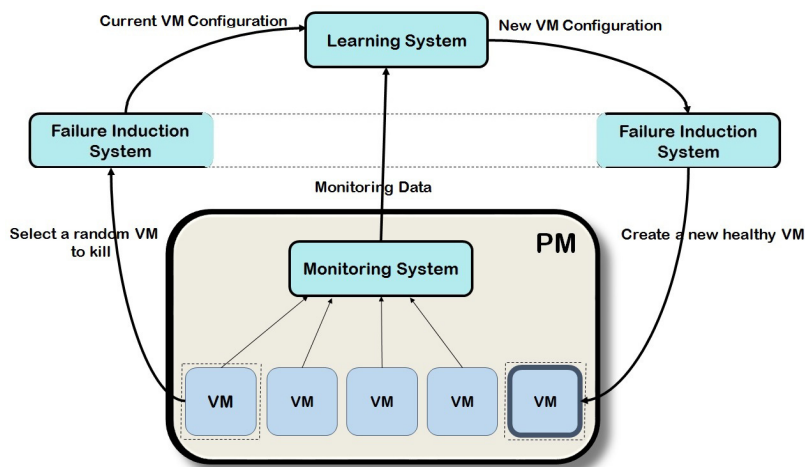 Current VM Configuration
Learning System
New VM Configuration
Failure Induction
System
Failure Induction
System
Monitoring Data
Select a random VM
to kill
PM
Create a new healthy VM
Monitoring System
VM
VM
VM
VM
VM